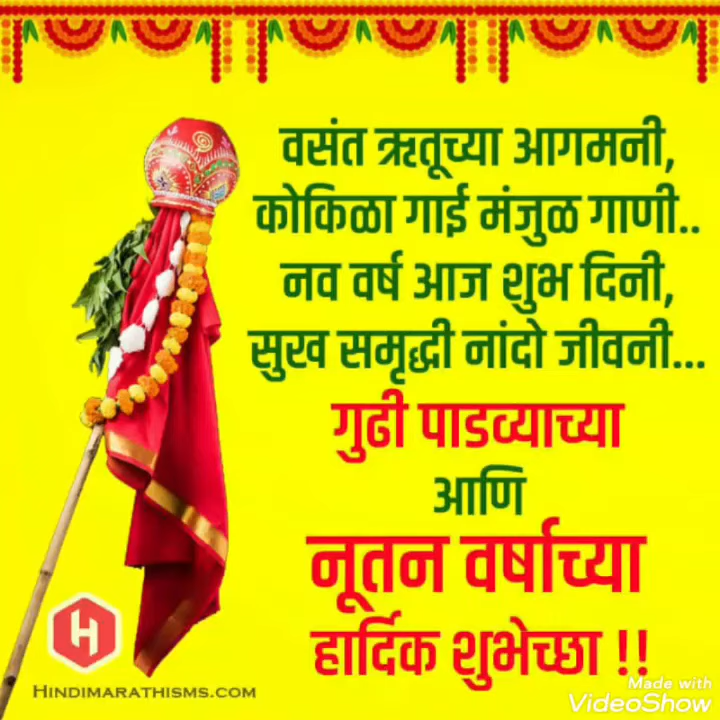 वसंत ऋतूच्या आगमनी,
कोकिळा गाई मंजुळ गाणी..
नव वर्ष आज शुभ दिनी,
सुख समृद्धी नांदो जीवनी...
गुढी पाडव्याच्या
आणि
नूतन वर्षाच्या
हार्दिक शुभेच्छा !!
H
HINDIMARATHISMS.COM
Made with
VideoShow